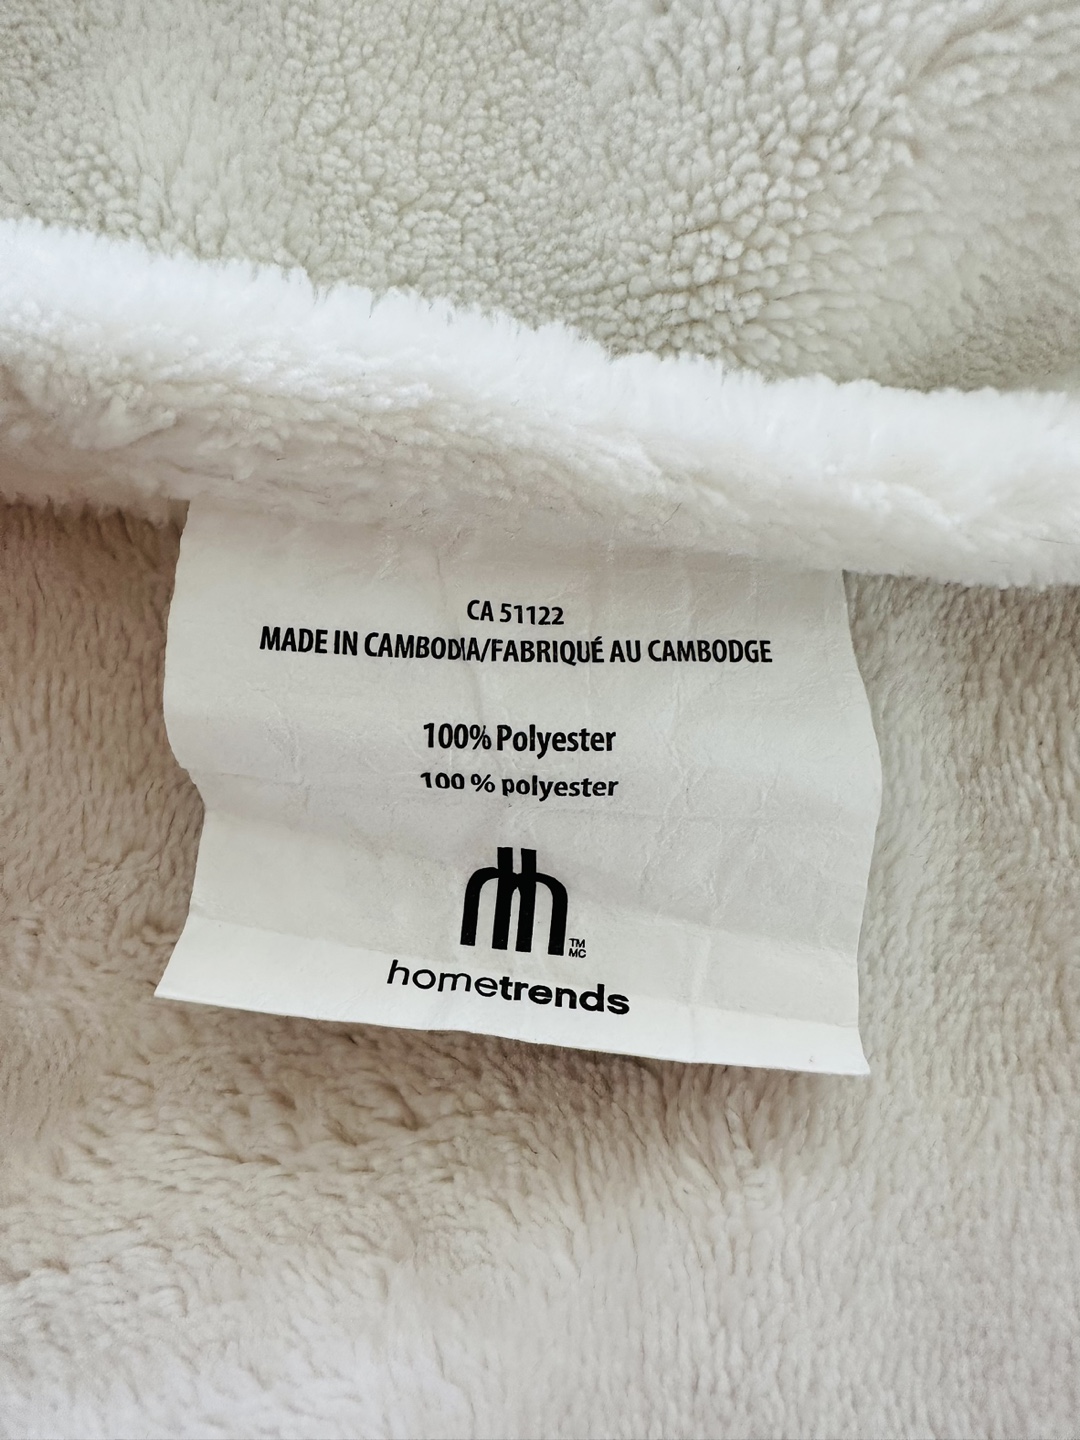 CA 51122
MADE IN CAMBODIA/FABRIQUÉ AU CAMBODGE
100% Polyester
100 % polyester
TM
MC
hometrends